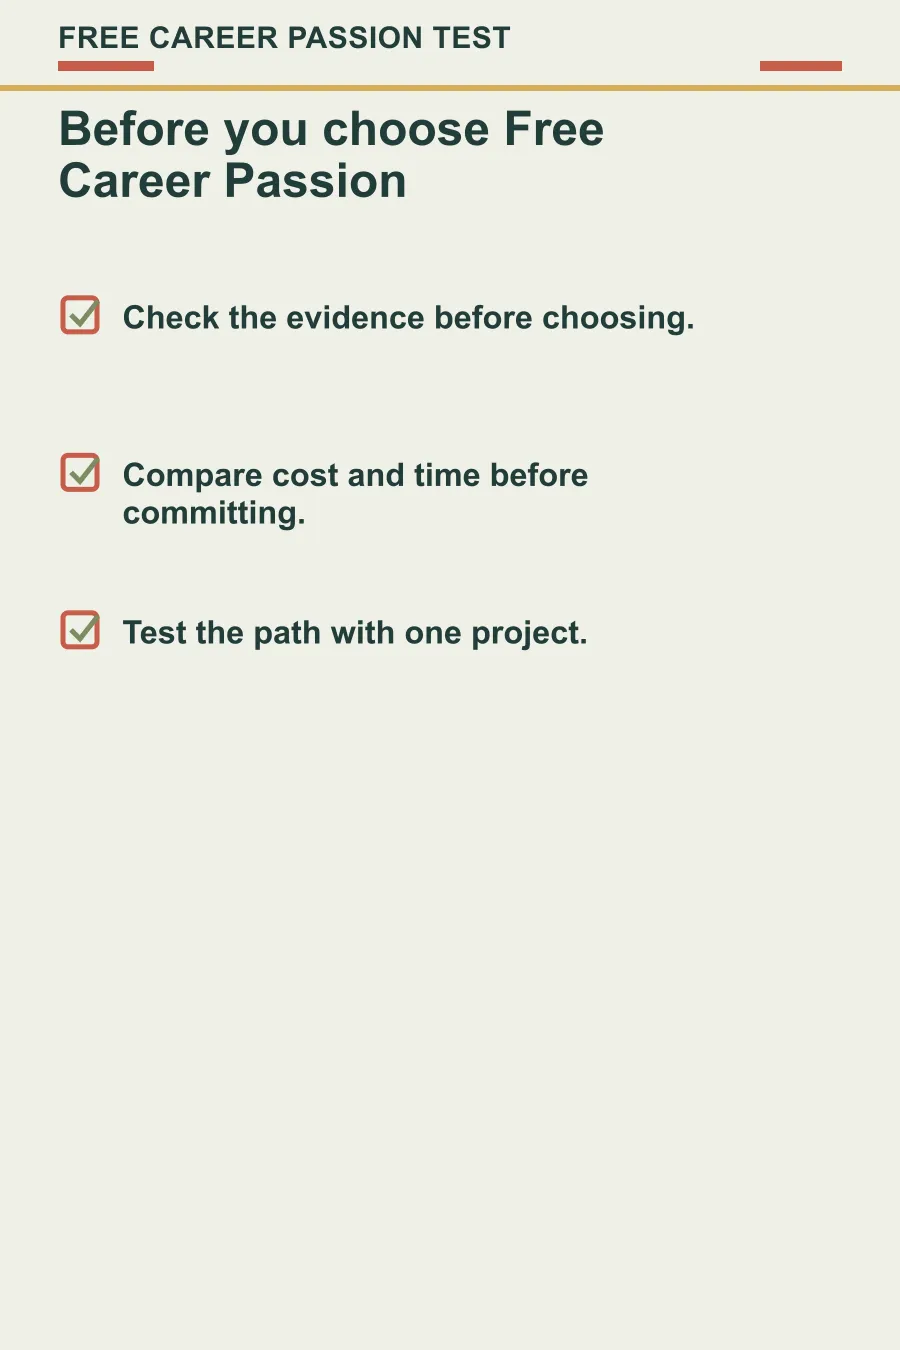 FREE CAREER PASSION TEST
Before you choose Free
Career Passion
Check the evidence before choosing.
Compare cost and time before
committing.
Test the path with one project.